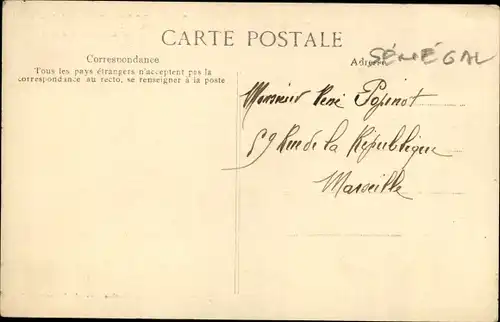 CARTE POSTALE
Correspondance
Tous les pays étrangers n'acceptent pas la
correspondance au recto, se renseigner à la poste
Adresse
SÉNÉGAL
Monsieur René Popinot
59 Rue de la République
Marseille